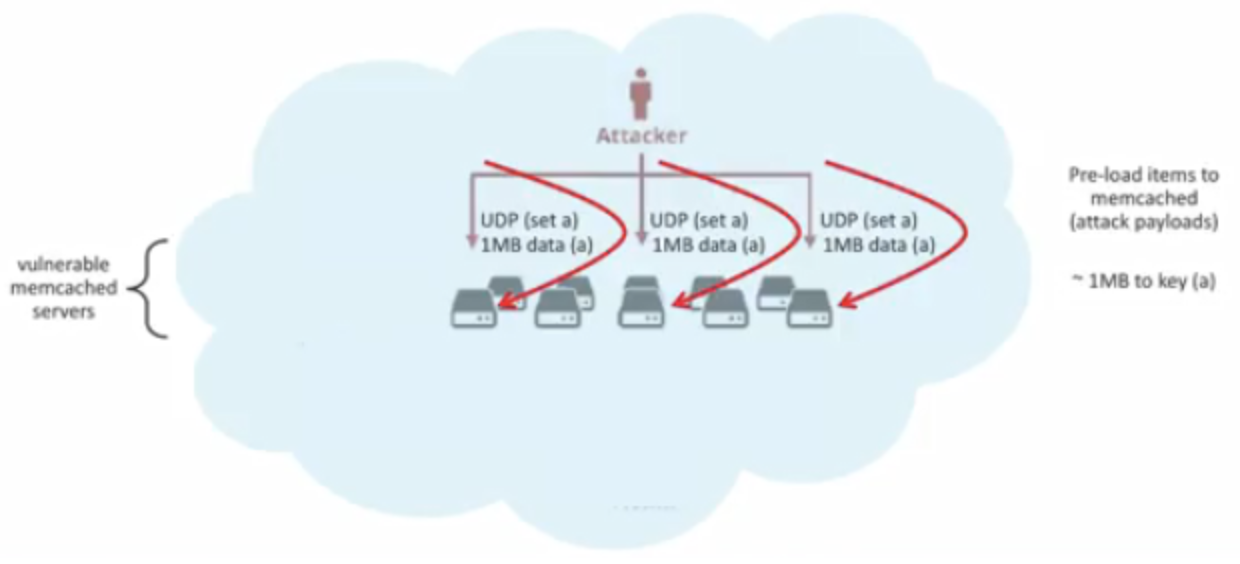 Attacker
Pre-load items to
memcached
(attack payloads)
~ 1MB to key (a)
UDP (set a)
1MB data (a)
UDP (set a)
1MB data (a)
UDP (set a)
1MB data (a)
vulnerable
memcached
servers